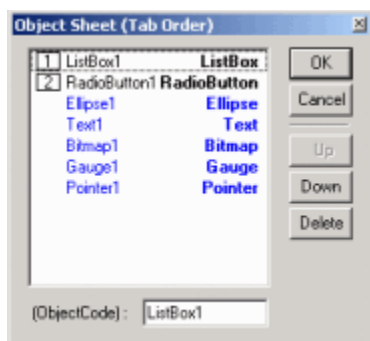 Object Sheet (Tab Order)
1 ListBox1 ListBox
2 RadioButton1 RadioButton
Ellipse1 Ellipse
Text1 Text
Bitmap1 Bitmap
Gauge1 Gauge
Pointer1 Pointer
OK
Cancel
Up
Down
Delete
(ObjectCode) : ListBox1